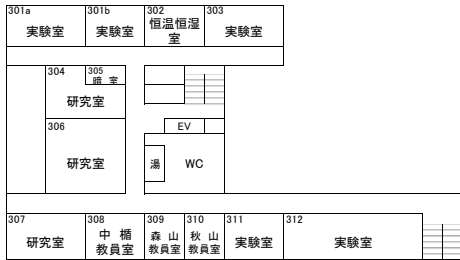 301a
実験室
301b
実験室
302
恒温恒湿
室
303
実験室
304
研究室
305
暗 室
306
研究室
EV
湯
WC
307
研究室
308
中 楯
教員室
309
森 山
教員室
310
秋 山
教員室
311
実験室
312
実験室